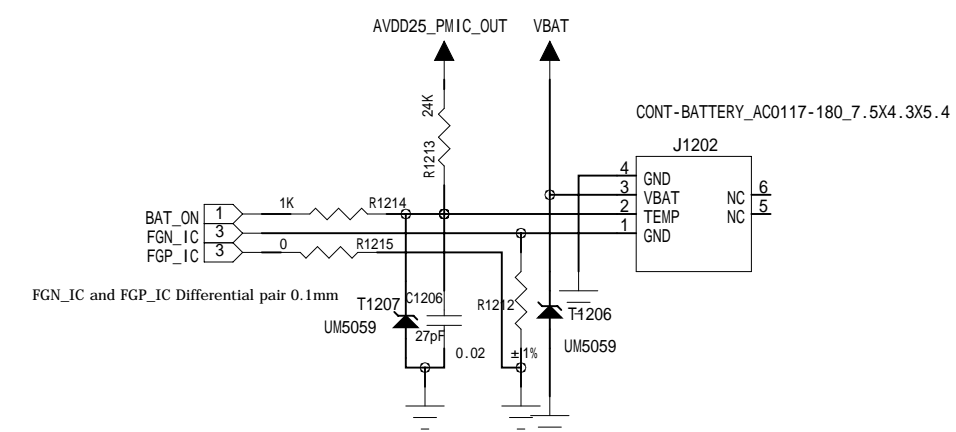 AVDD25_PMIC_OUT VBAT
24K
R1213
CONT-BATTERY_AC0117-180_7.5X4.3X5.4
J1202
4 GND
3 VBAT NC 6
2 TEMP NC 5
1 GND
BAT_ON 1 1K R1214
FGN_IC 3
FGP_IC 3 0 R1215
FGN_IC and FGP_IC Differential pair 0.1mm
T1207
UM5059
C1206
27pF
R1212
0.02 ±1%
T1206
UM5059